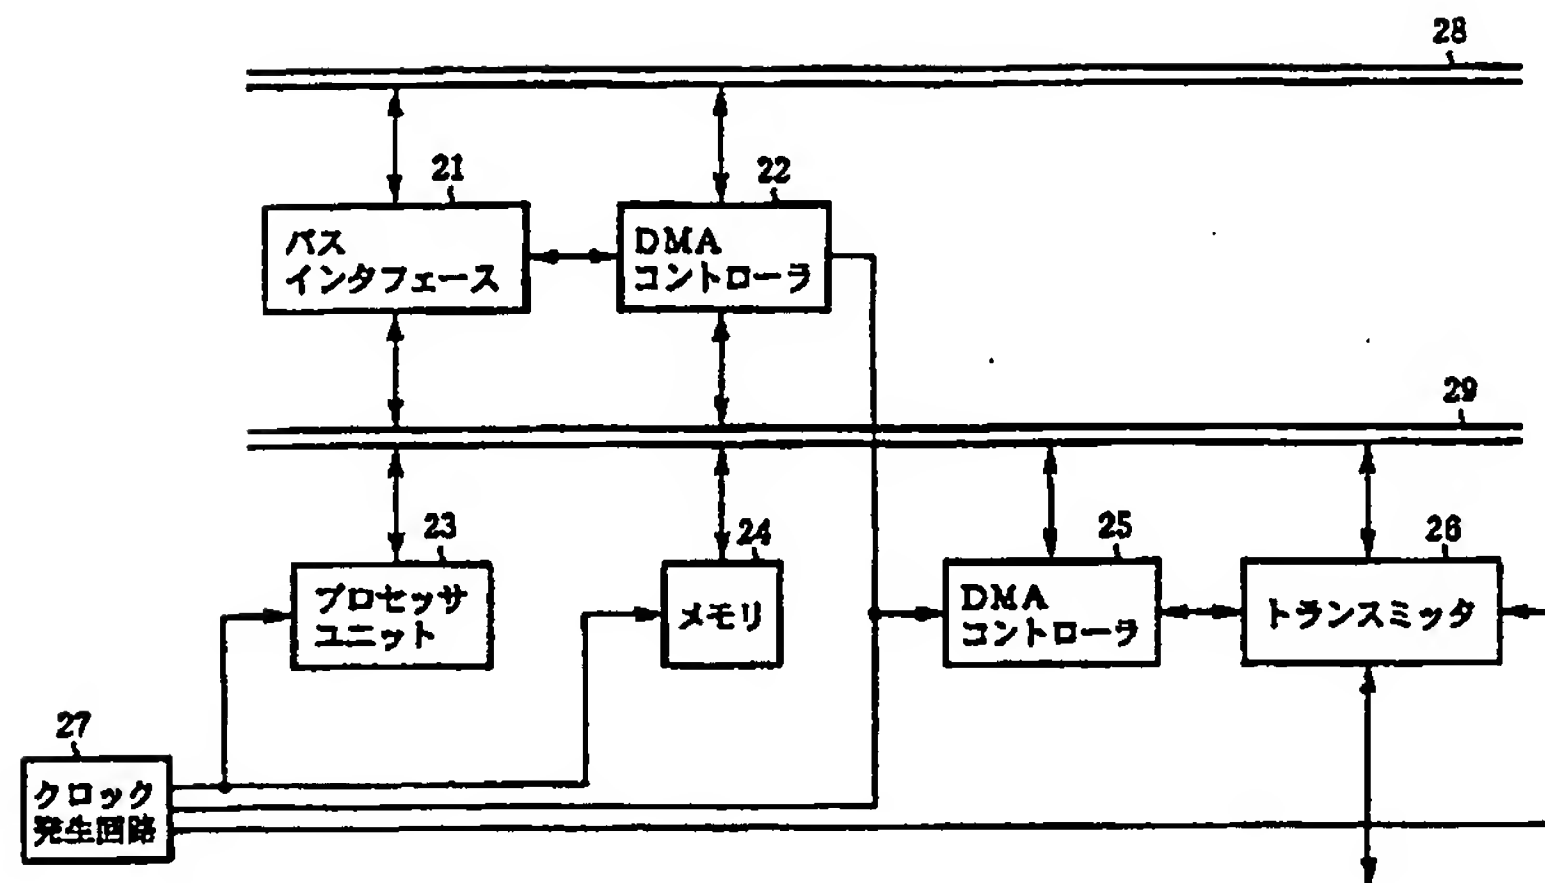 28
21
バス
インタフェース
22
DMA
コントローラ
29
23
プロセッサ
ユニット
24
メモリ
25
DMA
コントローラ
26
トランスミッタ
27
クロック
発生回路